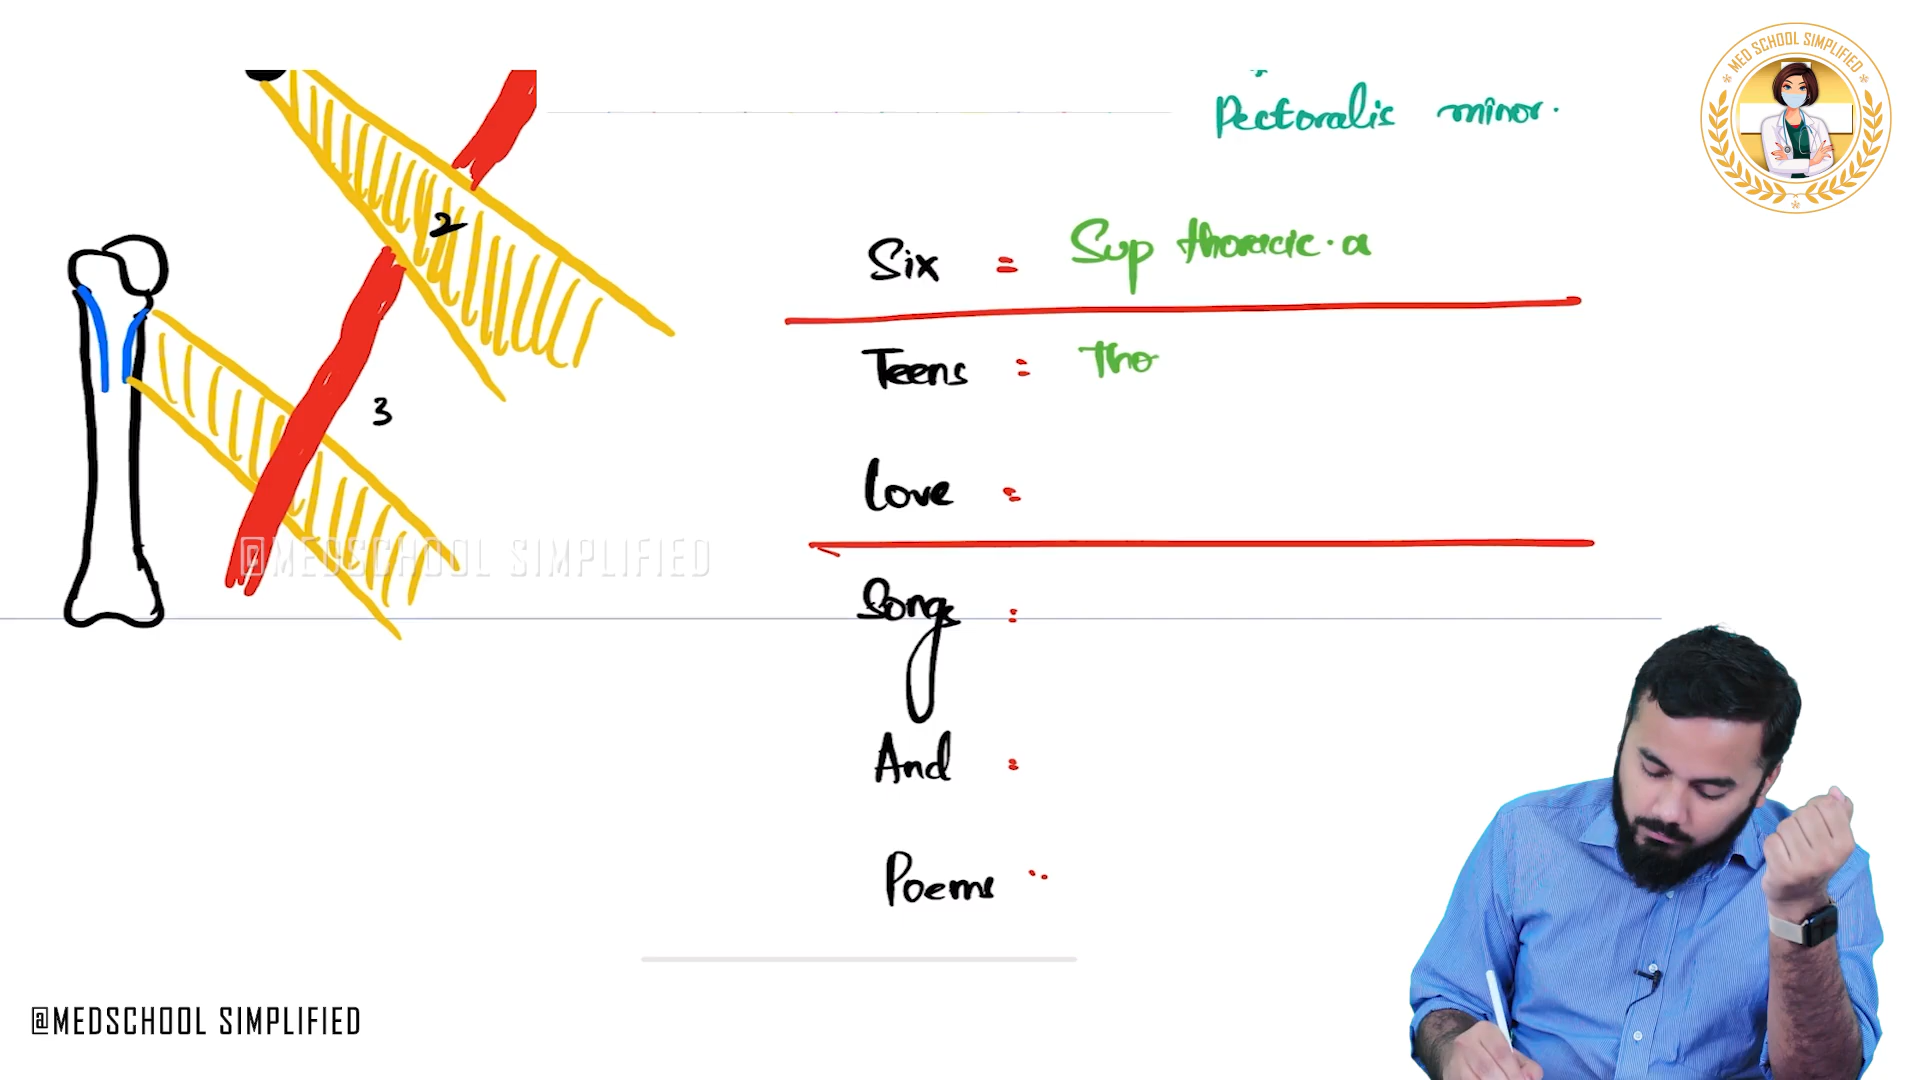 MED SCHOOL SIMPLIFIED
Pectoralis minor.
2
Six = Sup thoracic. a
Teens = Tho
3
Love =
@MEDSCHOOL SIMPLIFIED
Songs :
And =
Poems ..
@MEDSCHOOL SIMPLIFIED